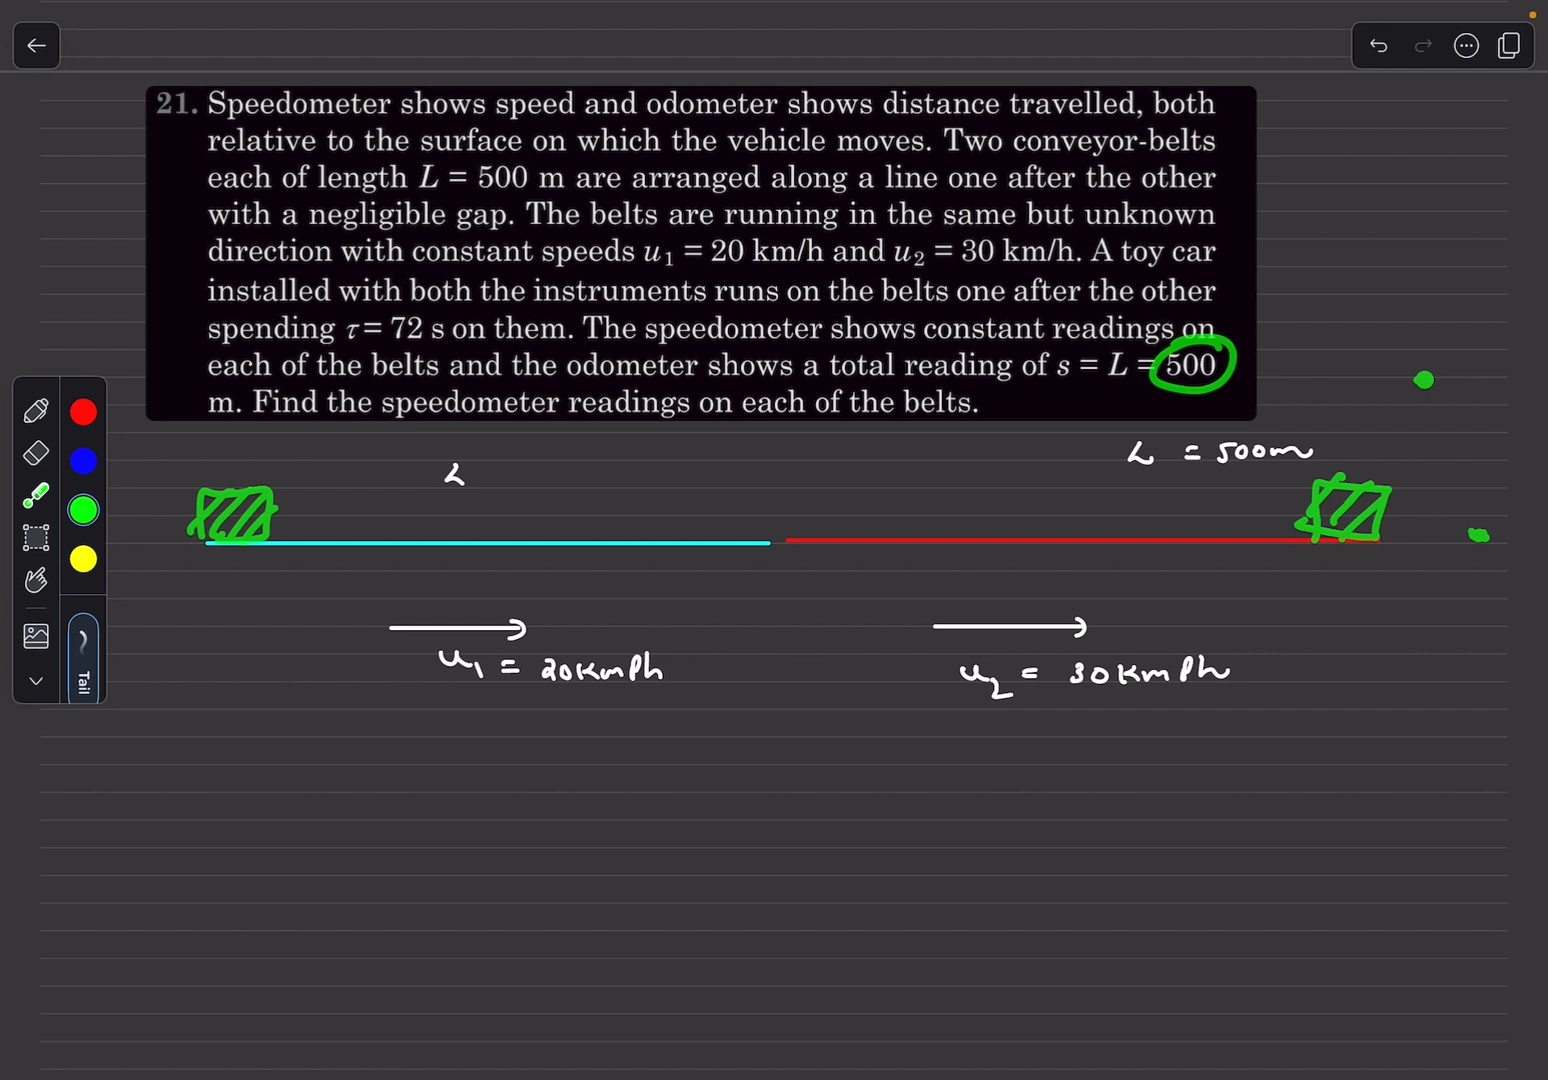 21. Speedometer shows speed and odometer shows distance travelled, both
relative to the surface on which the vehicle moves. Two conveyor-belts
each of length L = 500 m are arranged along a line one after the other
with a negligible gap. The belts are running in the same but unknown
direction with constant speeds u₁ = 20 km/h and u₂ = 30 km/h. A toy car
installed with both the instruments runs on the belts one after the other
spending τ = 72 s on them. The speedometer shows constant readings on
each of the belts and the odometer shows a total reading of s = L = 500
m. Find the speedometer readings on each of the belts.
L = 500m
L
u₁ = 20KmPh
u₂ = 30KmPh
Tail